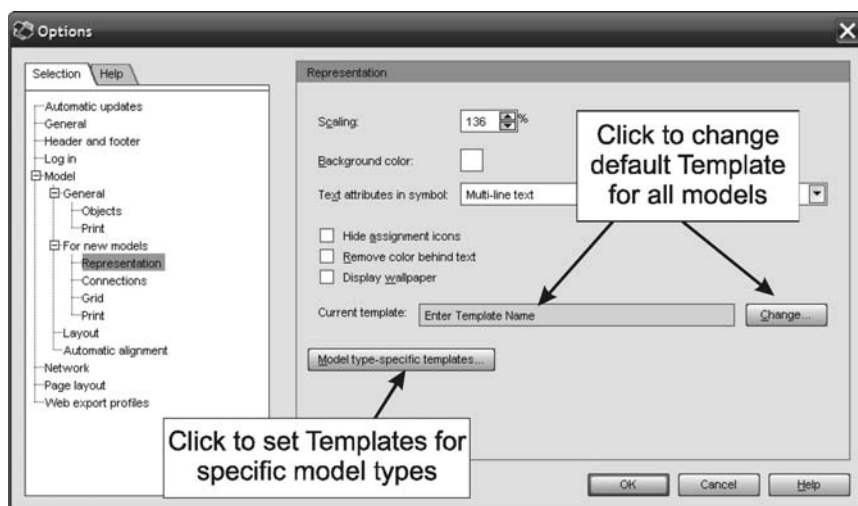 Options
Selection
Help
Automatic updates
General
Header and footer
Log in
Model
General
Objects
Print
For new models
Representation
Connections
Grid
Print
Layout
Automatic alignment
Network
Page layout
Web export profiles
Representation
Scaling: 136 %
Background color:
Text attributes in symbol: Multi-line text
Hide assignment icons
Remove color behind text
Display wallpaper
Current template: Enter Template Name Change...
Model type-specific templates...
Click to change
default Template
for all models
Click to set Templates for
specific model types
OK Cancel Help